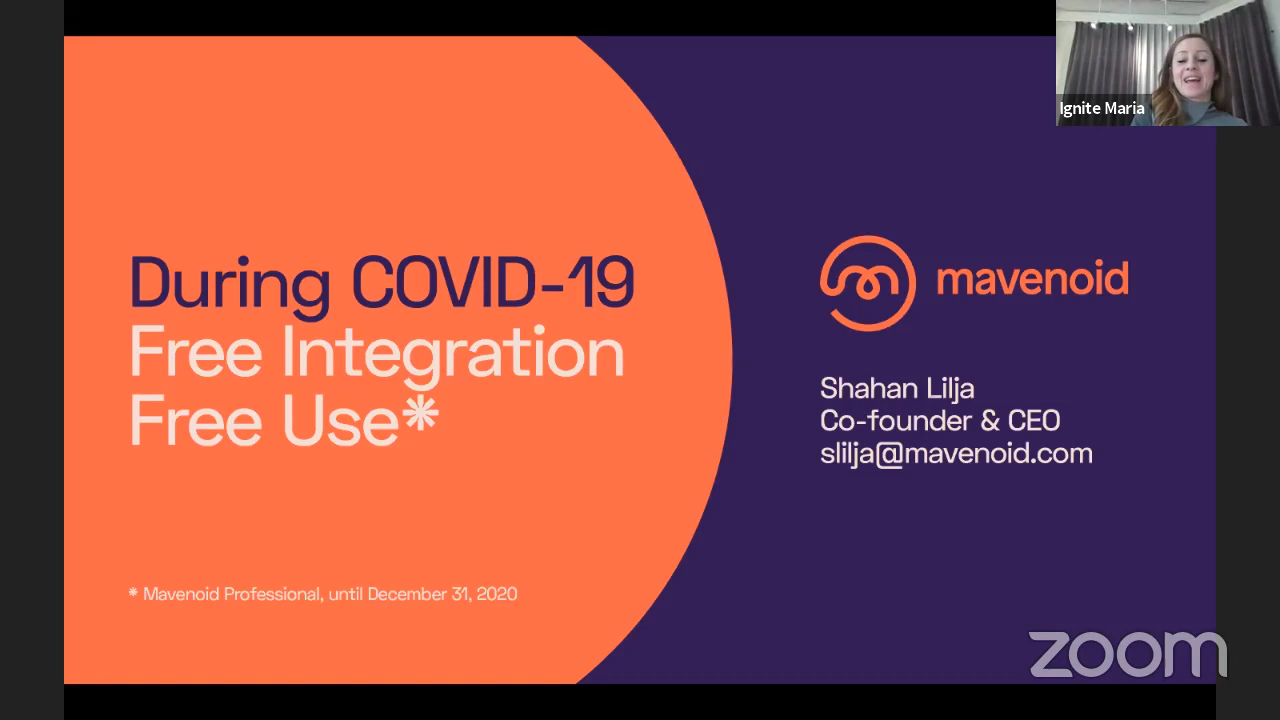 During COVID-19
Free Integration
Free Use*
* Mavenoid Professional, until December 31, 2020
mavenoid
Shahan Lilja
Co-founder & CEO
slilja@mavenoid.com
Ignite Maria
zoom